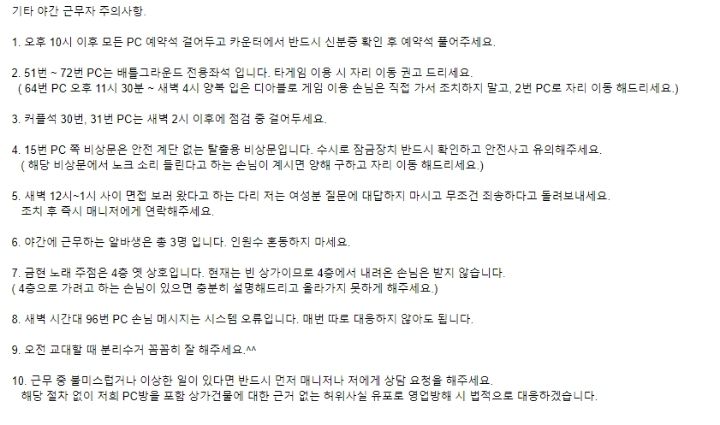 기타 야간 근무자 주의사항.
1. 오후 10시 이후 모든 PC 예약석 걸어두고 카운터에서 반드시 신분증 확인 후 예약석 풀어주세요.
2. 51번 ~ 72번 PC는 배틀그라운드 전용좌석 입니다. 타게임 이용 시 자리 이동 권고 드리세요.
( 64번 PC 오후 11시 30분 ~ 새벽 4시 양복 입은 디아블로 게임 이용 손님은 직접 가서 조치하지 말고, 2번 PC로 자리 이동 해드리세요.)
3. 커플석 30번, 31번 PC는 새벽 2시 이후에 점검 중 걸어두세요.
4. 15번 PC 쪽 비상문은 안전 계단 없는 탈출용 비상문입니다. 수시로 잠금장치 반드시 확인하고 안전사고 유의해주세요.
( 해당 비상문에서 노크 소리 들린다고 하는 손님이 계시면 양해 구하고 자리 이동 해드리세요.)
5. 새벽 12시~1시 사이 면접 보러 왔다고 하는 다리 저는 여성분 질문에 대답하지 마시고 무조건 죄송하다고 돌려보내세요.
조치 후 즉시 매니저에게 연락해주세요.
6. 야간에 근무하는 알바생은 총 3명 입니다. 인원수 혼동하지 마세요.
7. 금현 노래 주점은 4층 옛 상호입니다. 현재는 빈 상가이므로 4층에서 내려온 손님은 받지 않습니다.
( 4층으로 가려고 하는 손님이 있으면 충분히 설명해드리고 올라가지 못하게 해주세요.)
8. 새벽 시간대 96번 PC 손님 메시지는 시스템 오류입니다. 매번 따로 대응하지 않아도 됩니다.
9. 오전 교대할 때 분리수거 꼼꼼히 잘 해주세요.^^
10. 근무 중 불미스럽거나 이상한 일이 있다면 반드시 먼저 매니저나 저에게 상담 요청을 해주세요.
해당 절차 없이 저희 PC방을 포함 상가건물에 대한 근거 없는 허위사실 유포로 영업방해 시 법적으로 대응하겠습니다.